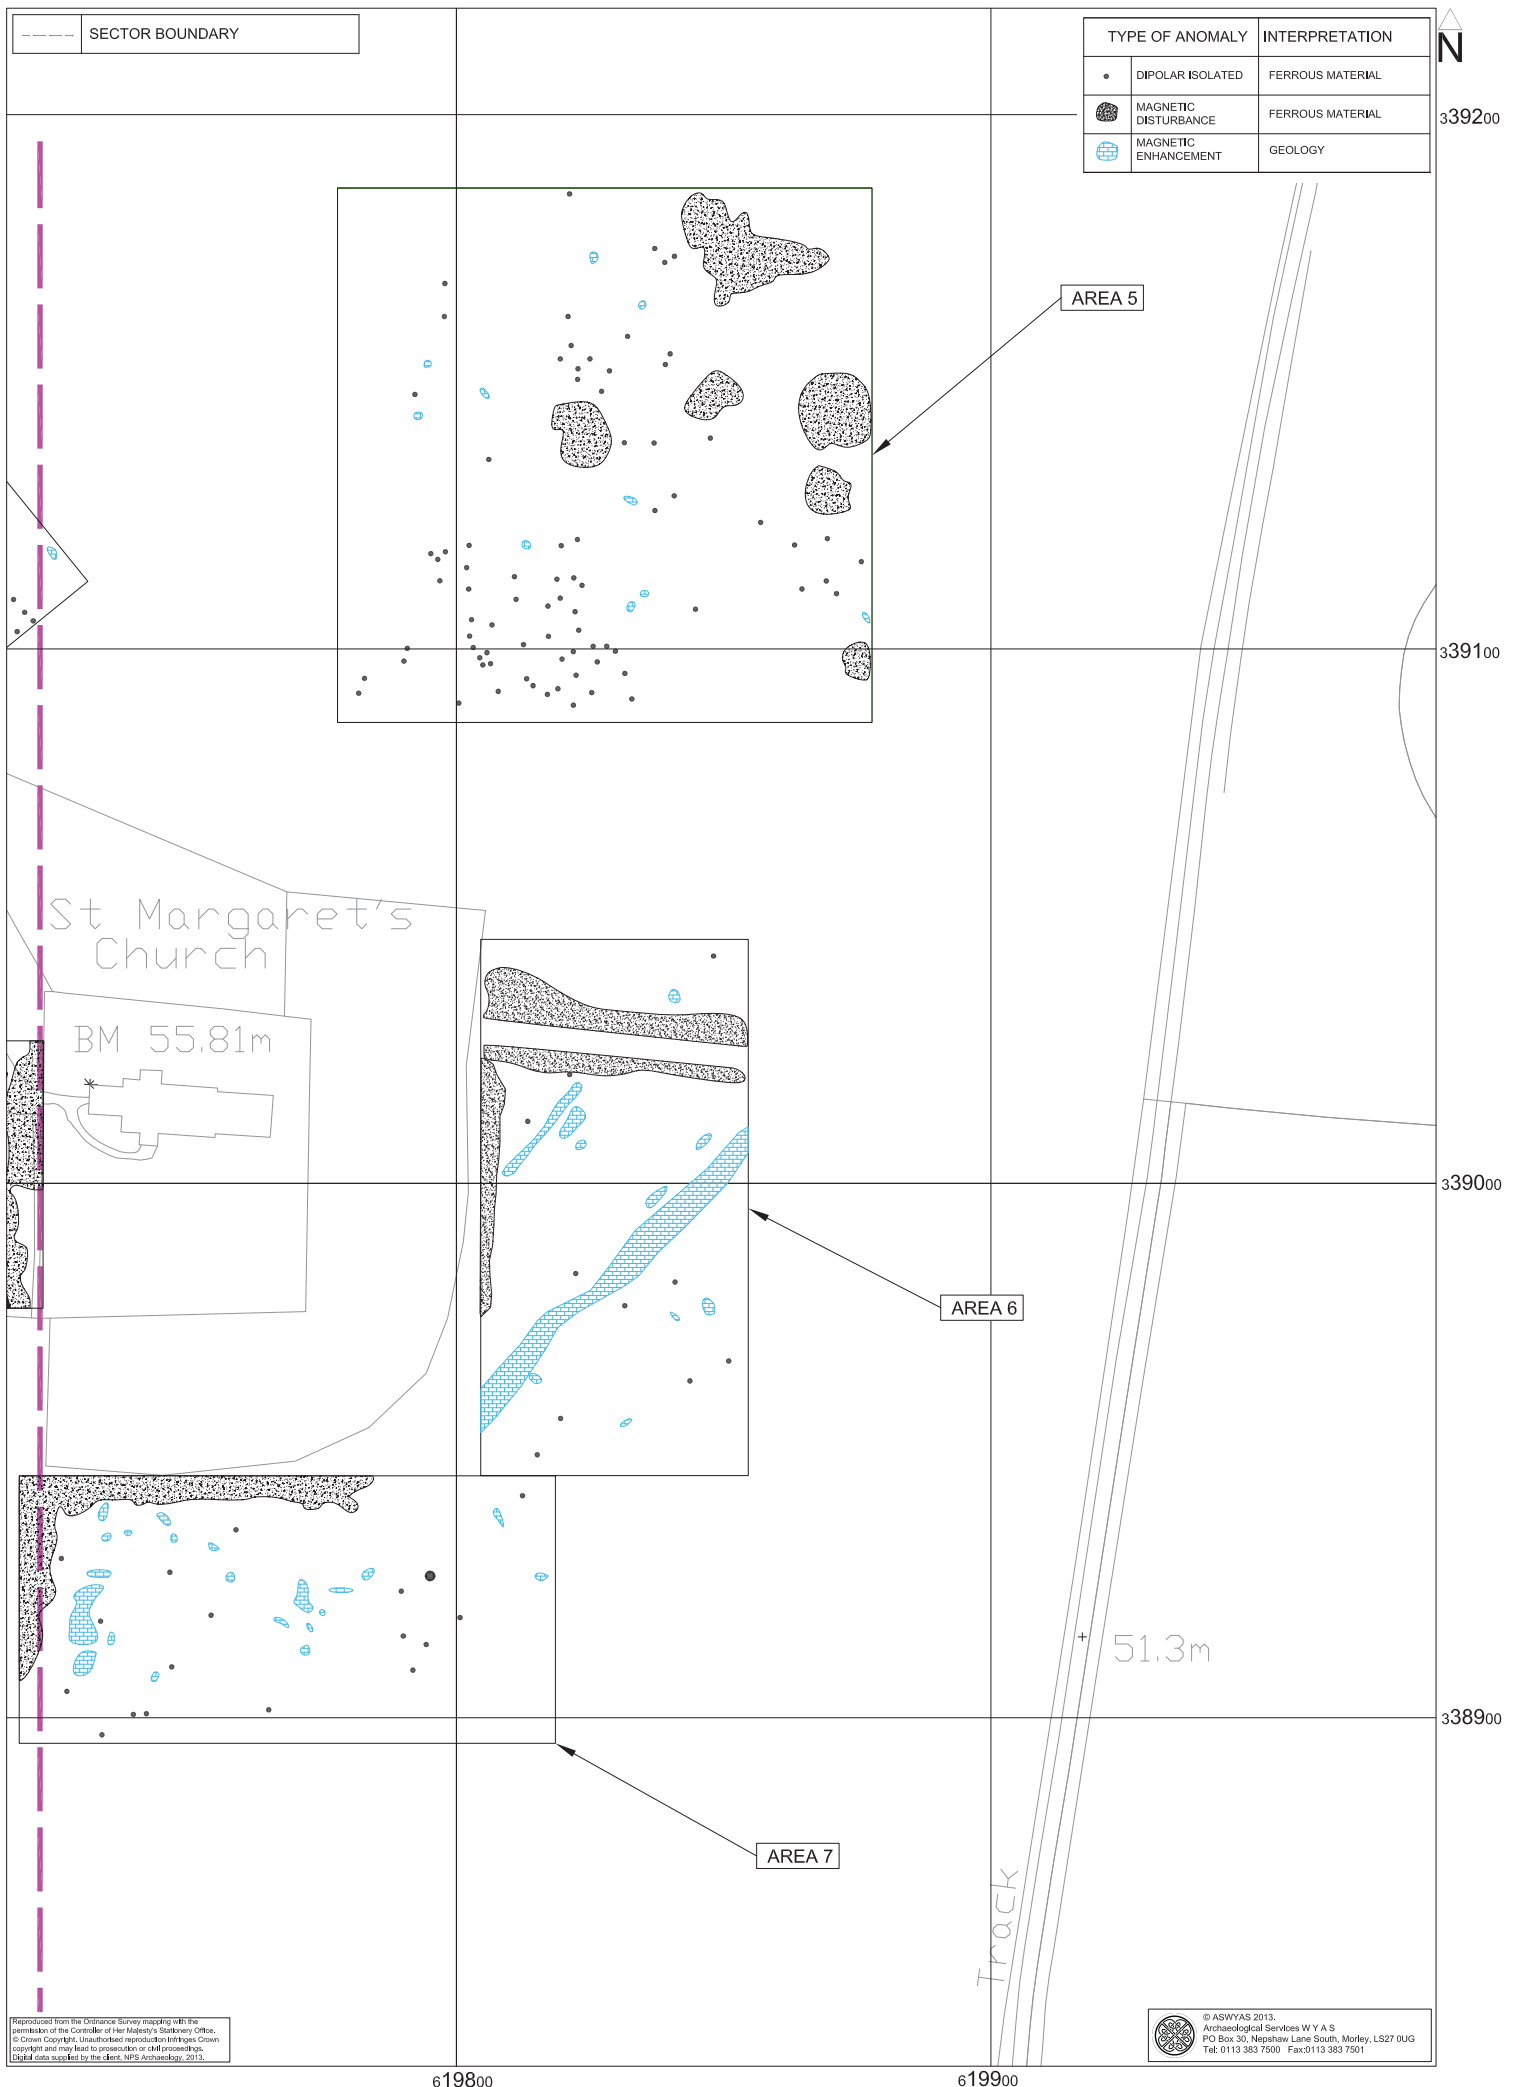 SECTOR BOUNDARY
TYPE OF ANOMALY INTERPRETATION
DIPOLAR ISOLATED FERROUS MATERIAL
MAGNETIC
DISTURBANCE
FERROUS MATERIAL
MAGNETIC
ENHANCEMENT
GEOLOGY
N
339200
AREA 5
339100
St Margaret's
Church
BM 55.81m
339000
AREA 6
51.3m
338900
AREA 7
Track
Reproduced from the Ordnance Survey mapping with the
permission of the Controller of Her Majesty's Stationery Office.
© Crown Copyright. Unauthorised reproduction infringes Crown
copyright and may lead to prosecution or civil proceedings.
Digital data supplied by the client, NPS Archaeology, 2013.
© ASWYAS 2013.
Archaeological Services W Y A S
PO Box 30, Nepshaw Lane South, Morley, LS27 0UG
Tel: 0113 383 7500 Fax:0113 383 7501
619800
619900